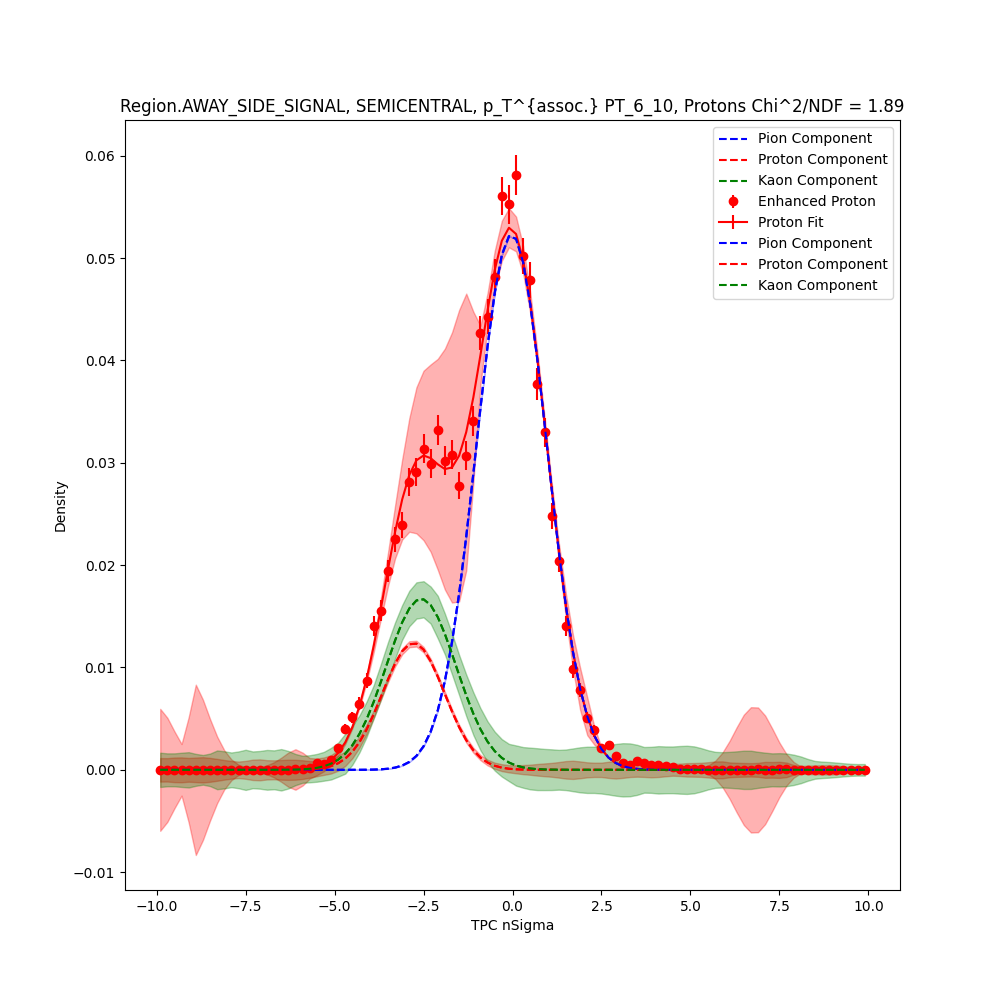 Region.AWAY_SIDE_SIGNAL, SEMICENTRAL, p_T^{assoc.} PT_6_10, Protons Chi^2/NDF = 1.89
Pion Component
Proton Component
Kaon Component
Enhanced Proton
Proton Fit
Pion Component
Proton Component
Kaon Component
0.06
0.05
0.04
0.03
0.02
0.01
0.00
−0.01
Density
−10.0 −7.5 −5.0 −2.5 0.0 2.5 5.0 7.5 10.0
TPC nSigma